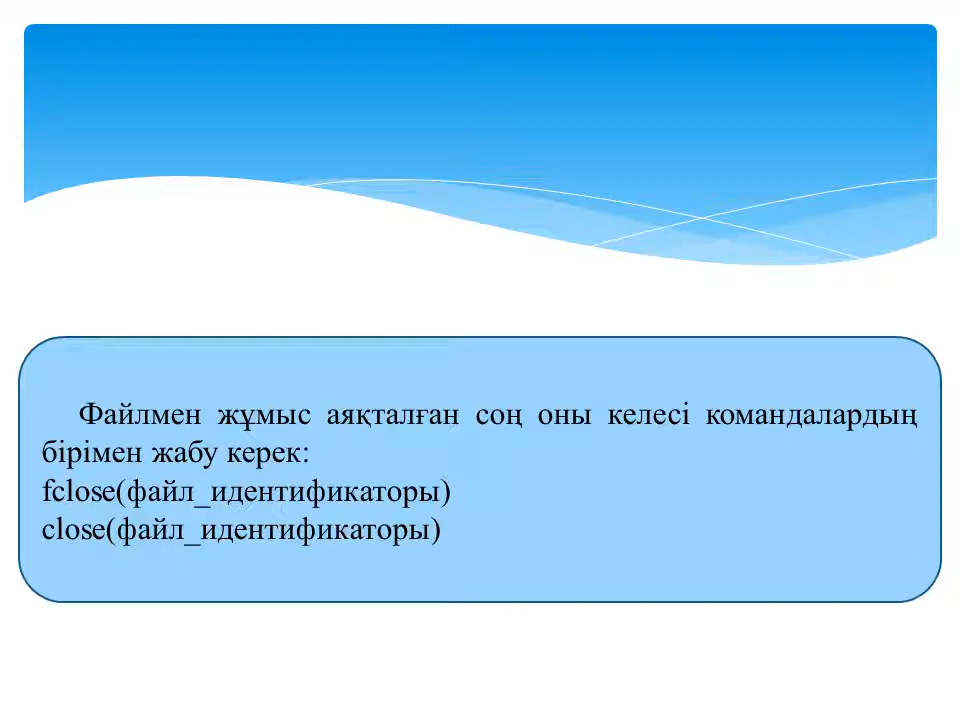 Файлмен жұмыс аяқталған соң оны келесі командалардың
бірімен жабу керек:
fclose(файл_идентификаторы)
close(файл_идентификаторы)